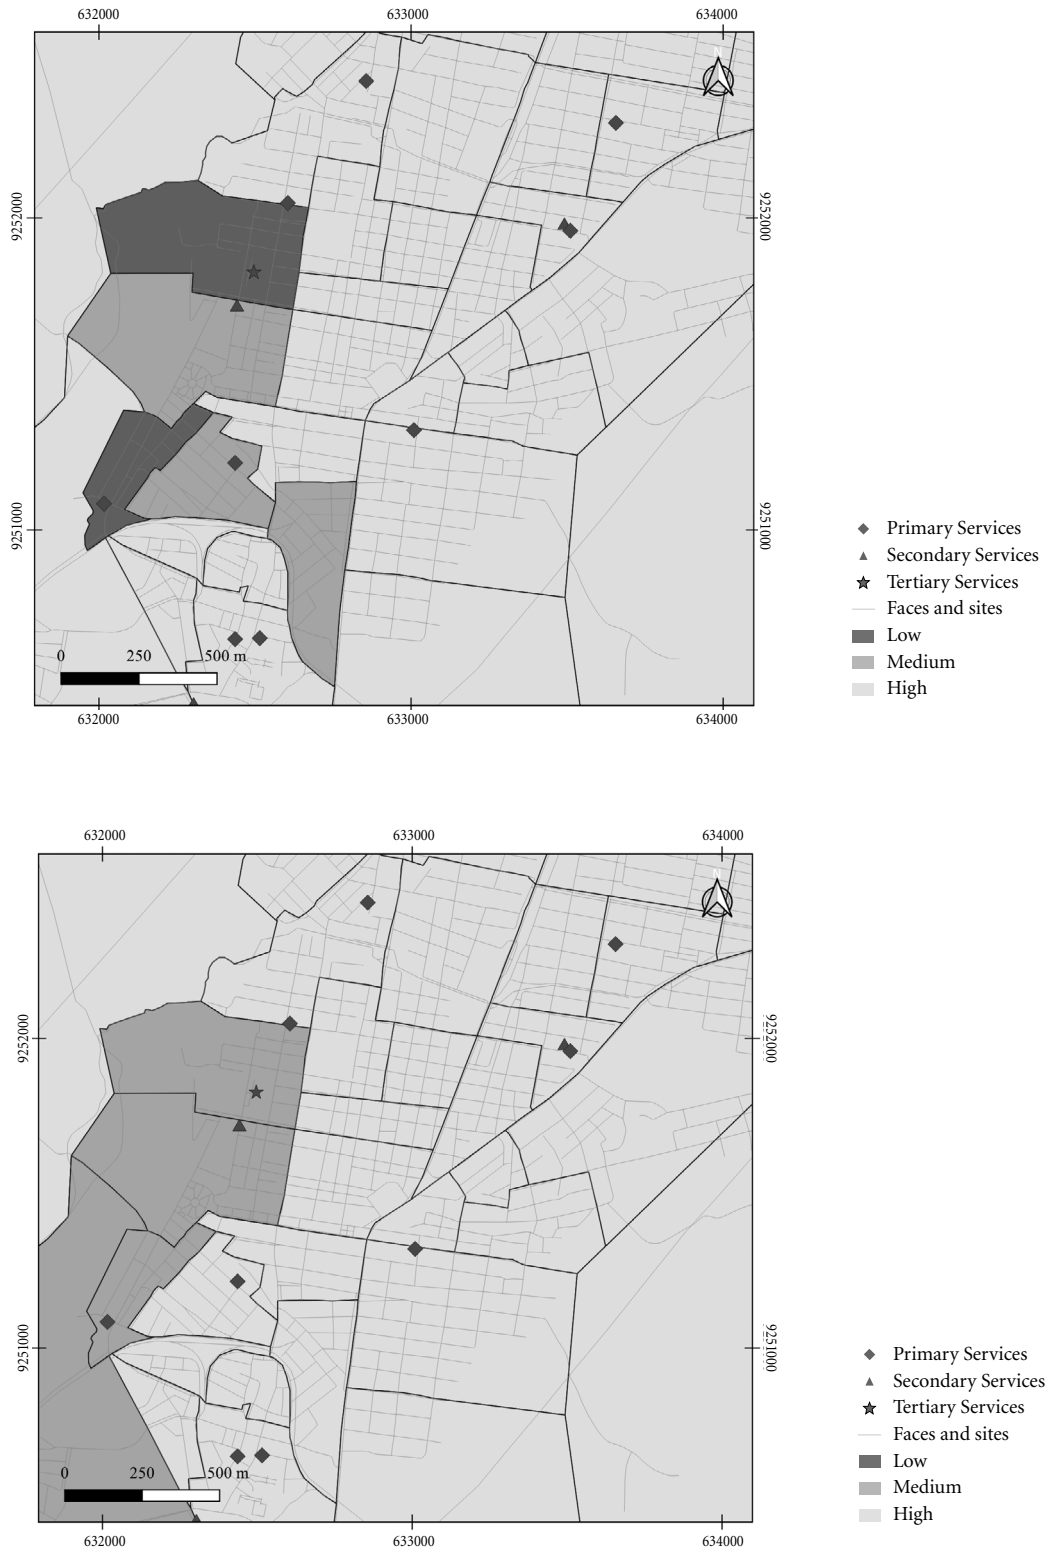 632000 633000 634000
N
9252000 9252000
9251000 9251000
Primary Services
Secondary Services
Tertiary Services
Faces and sites
Low
Medium
High
0 250 500 m
632000 633000 634000
632000 633000 634000
N
9252000 9252000
9251000 9251000
Primary Services
Secondary Services
Tertiary Services
Faces and sites
Low
Medium
High
0 250 500 m
632000 633000 634000